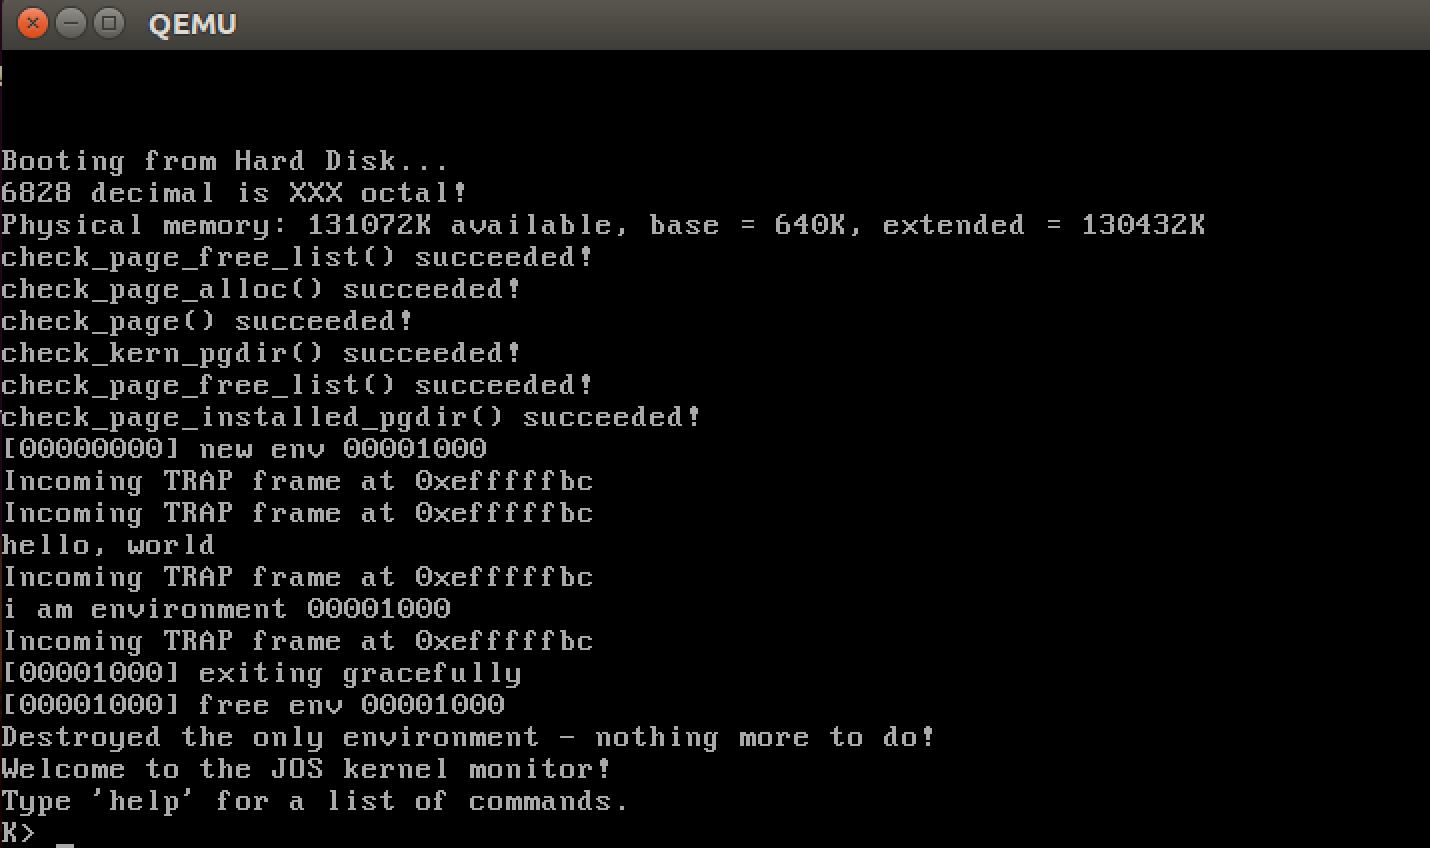 QEMU
Booting from Hard Disk...
6828 decimal is XXX octal!
Physical memory: 131072K available, base = 640K, extended = 130432K
check_page_free_list() succeeded!
check_page_alloc() succeeded!
check_page() succeeded!
check_kern_pgdir() succeeded!
check_page_free_list() succeeded!
check_page_installed_pgdir() succeeded!
[00000000] new env 00001000
Incoming TRAP frame at 0xefffffbc
Incoming TRAP frame at 0xefffffbc
hello, world
Incoming TRAP frame at 0xefffffbc
i am environment 00001000
Incoming TRAP frame at 0xefffffbc
[00001000] exiting gracefully
[00001000] free env 00001000
Destroyed the only environment - nothing more to do!
Welcome to the JOS kernel monitor!
Type 'help' for a list of commands.
K> _